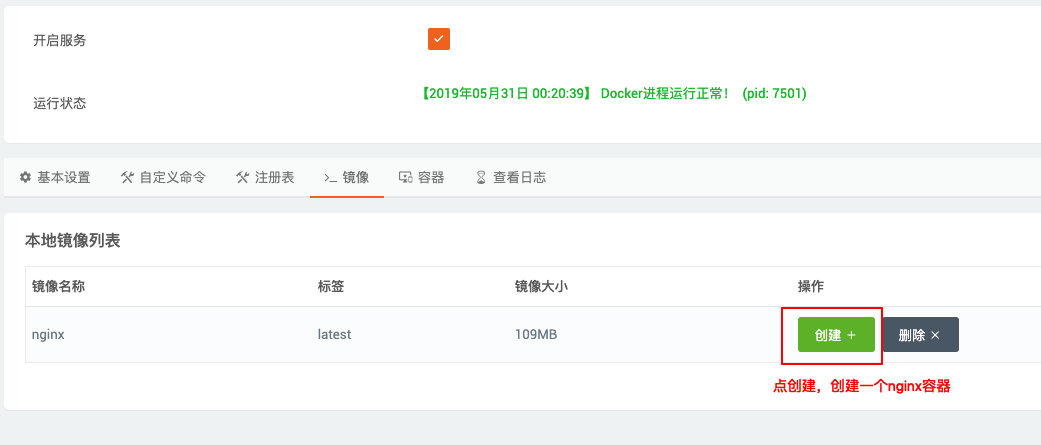 开启服务
运行状态
【2019年05月31日 00:20:39】 Docker进程运行正常！ (pid: 7501)
基本设置 自定义命令 注册表 镜像 容器 查看日志
本地镜像列表
镜像名称 标签 镜像大小 操作
nginx latest 109MB 创建 + 删除 ×
点创建，创建一个nginx容器